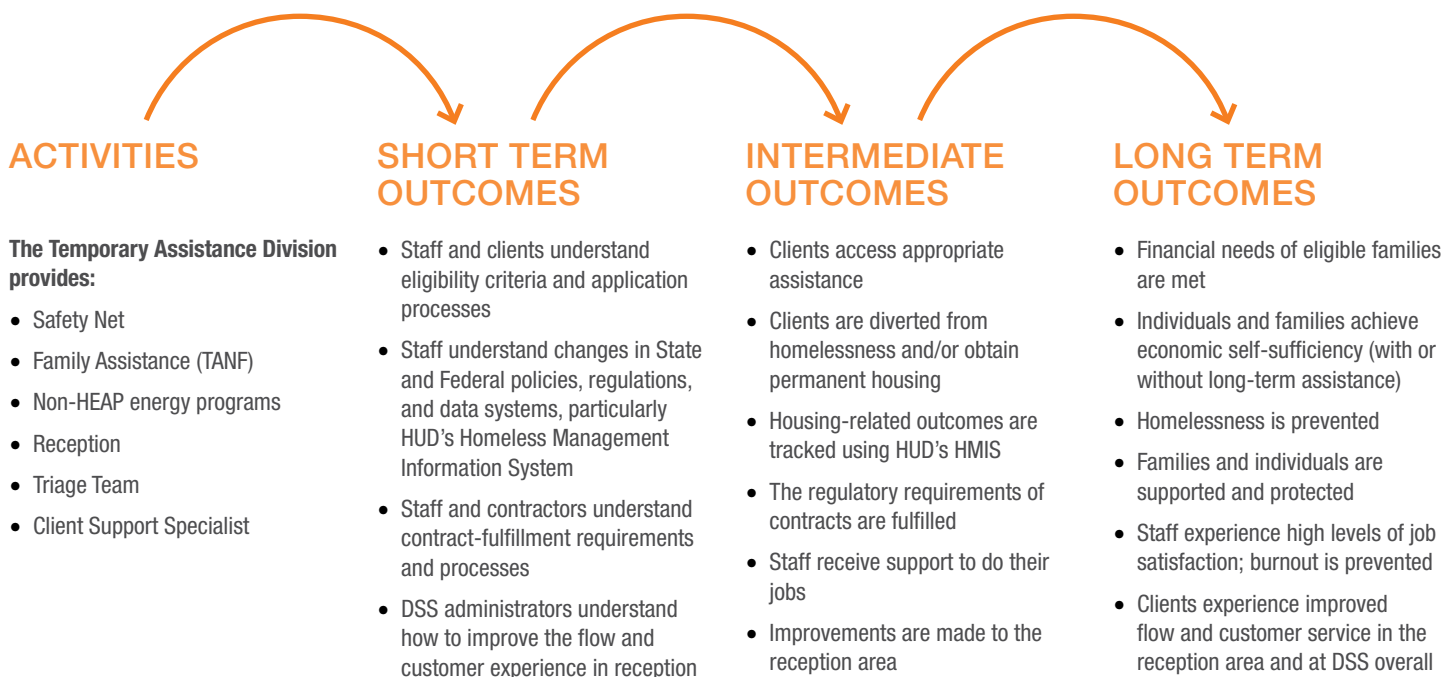 ACTIVITIES
The Temporary Assistance Division
provides:
• Safety Net
• Family Assistance (TANF)
• Non-HEAP energy programs
• Reception
• Triage Team
• Client Support Specialist
SHORT TERM
OUTCOMES
• Staff and clients understand
eligibility criteria and application
processes
• Staff understand changes in State
and Federal policies, regulations,
and data systems, particularly
HUD's Homeless Management
Information System
• Staff and contractors understand
contract-fulfillment requirements
and processes
• DSS administrators understand
how to improve the flow and
customer experience in reception
INTERMEDIATE
OUTCOMES
• Clients access appropriate
assistance
• Clients are diverted from
homelessness and/or obtain
permanent housing
• Housing-related outcomes are
tracked using HUD's HMIS
• The regulatory requirements of
contracts are fulfilled
• Staff receive support to do their
jobs
• Improvements are made to the
reception area
LONG TERM
OUTCOMES
• Financial needs of eligible families
are met
• Individuals and families achieve
economic self-sufficiency (with or
without long-term assistance)
• Homelessness is prevented
• Families and individuals are
supported and protected
• Staff experience high levels of job
satisfaction; burnout is prevented
• Clients experience improved
flow and customer service in the
reception area and at DSS overall